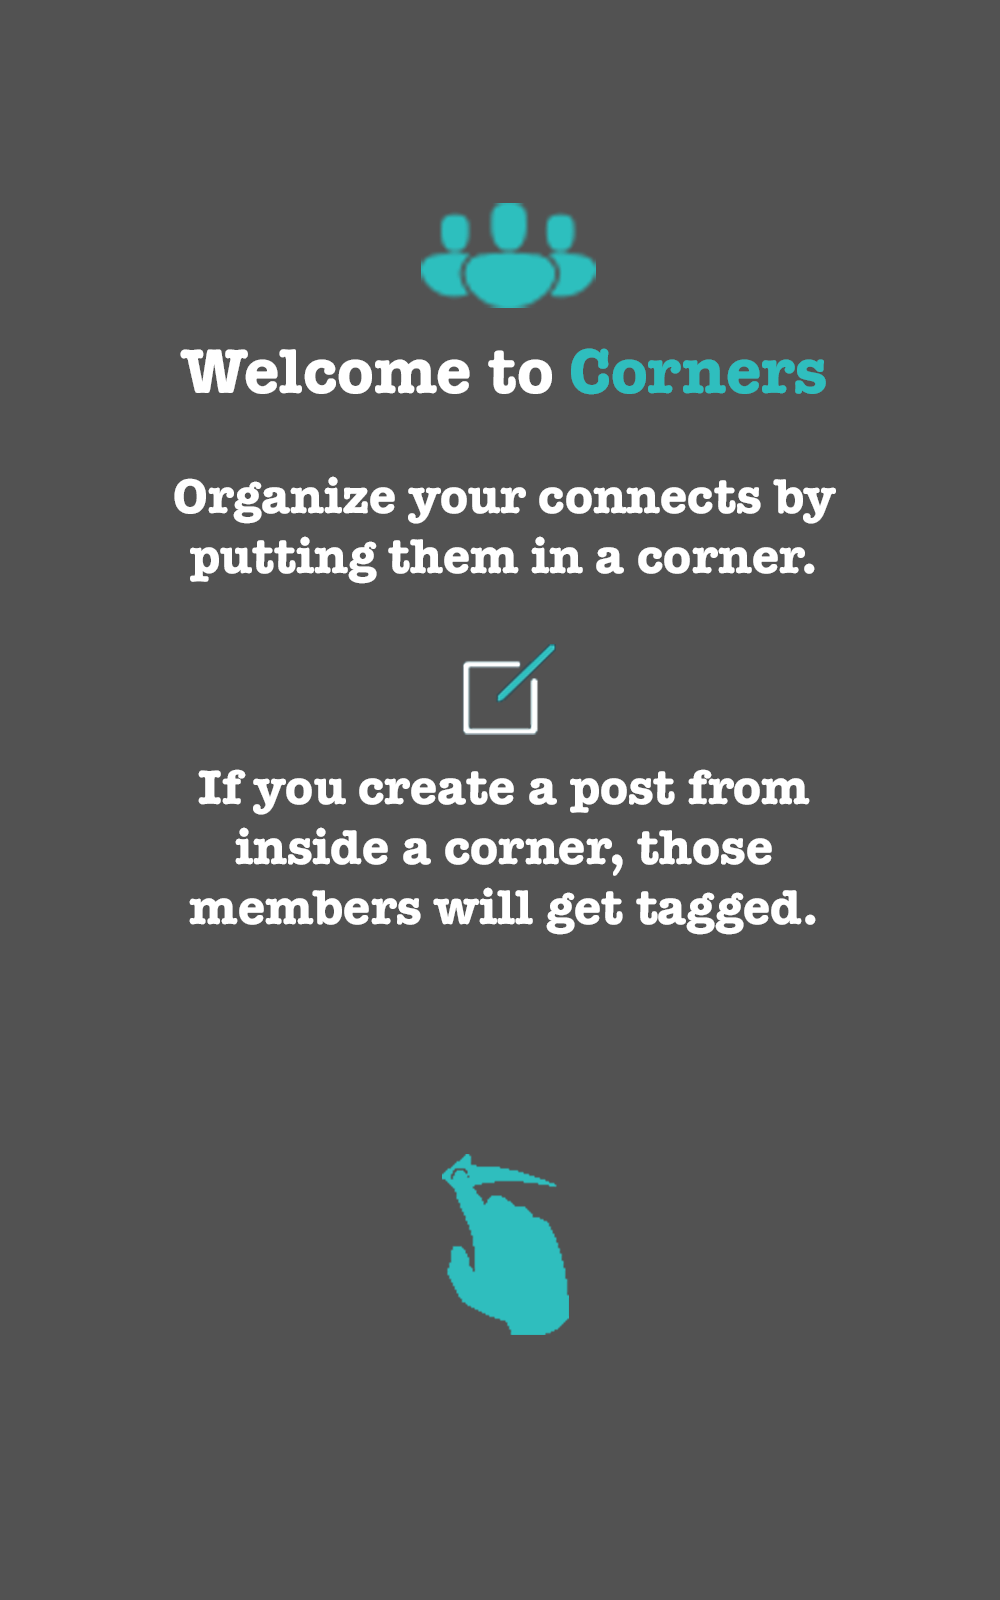 Welcome to Corners
Organize your connects by
putting them in a corner.
If you create a post from
inside a corner, those
members will get tagged.